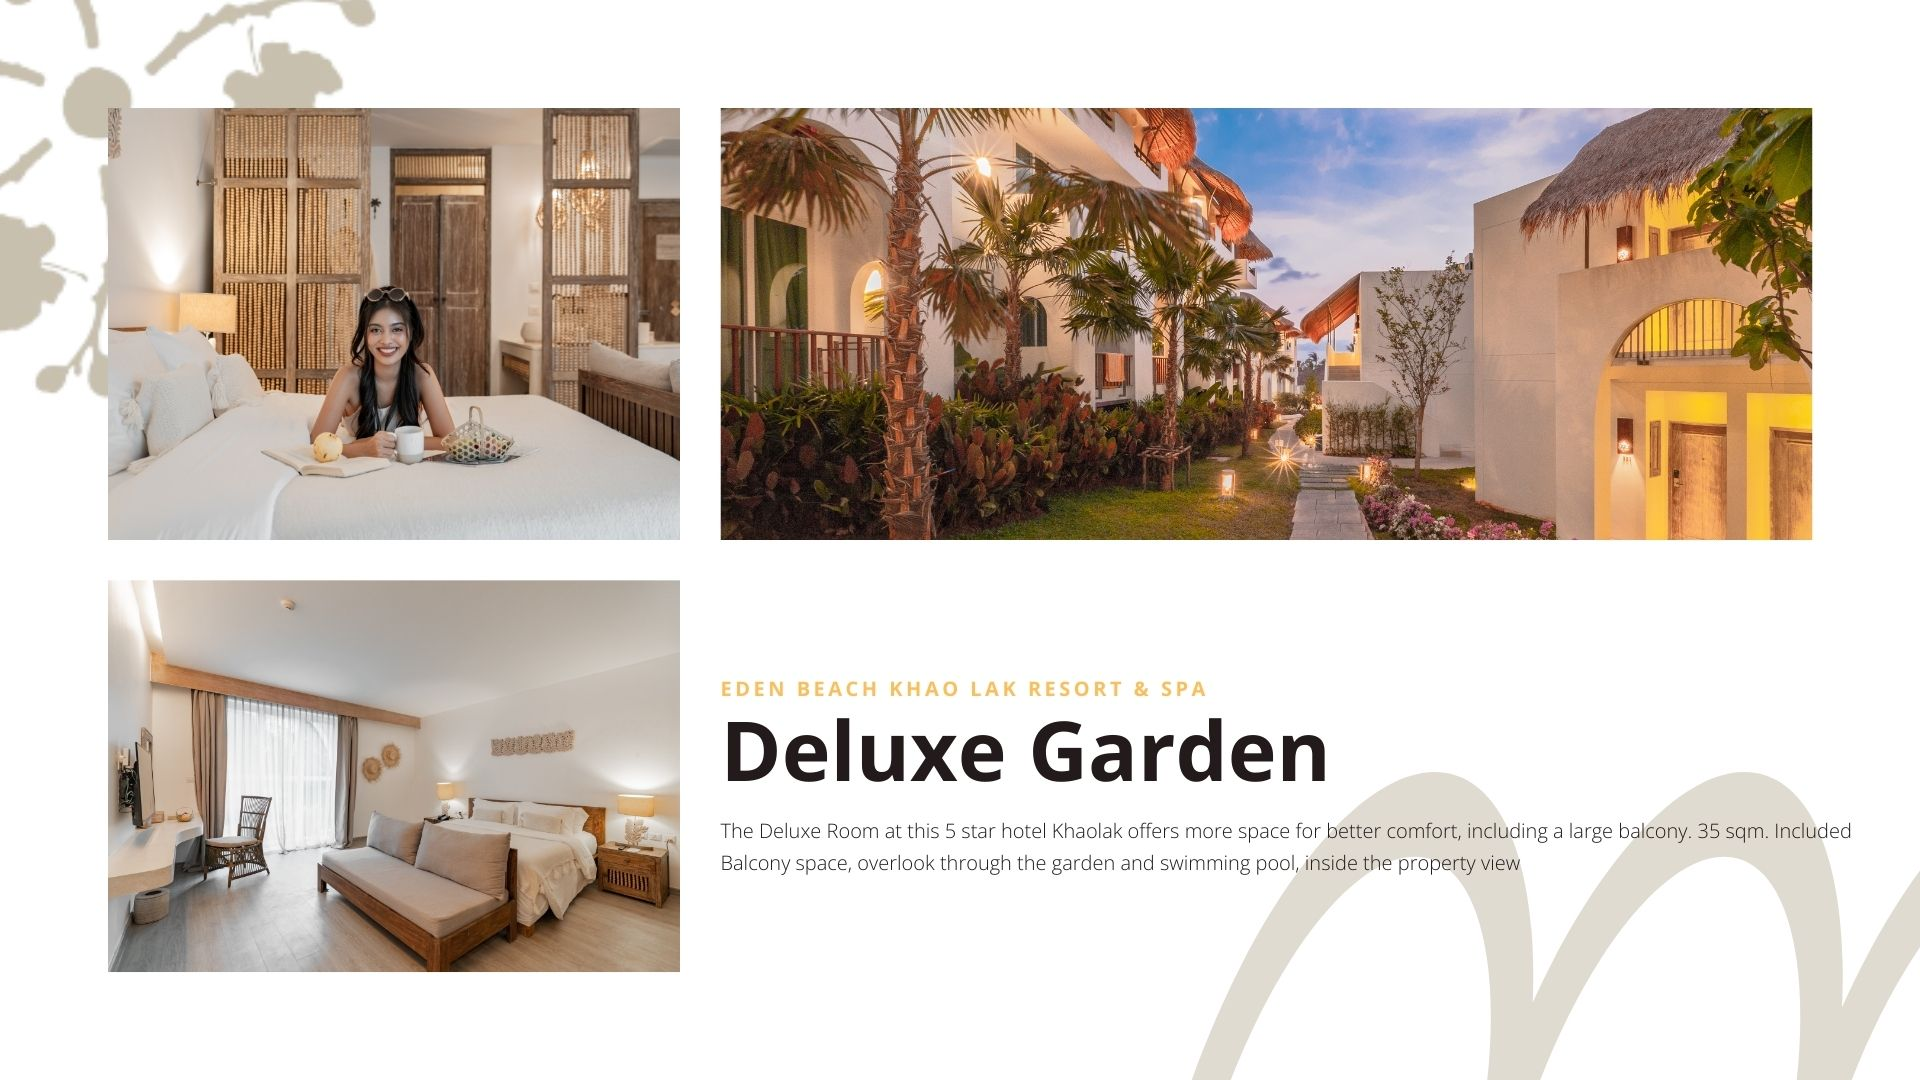 EDEN BEACH KHAO LAK RESORT & SPA
Deluxe Garden
The Deluxe Room at this 5 star hotel Khaolak offers more space for better comfort, including a large balcony. 35 sqm. Included
Balcony space, overlook through the garden and swimming pool, inside the property view